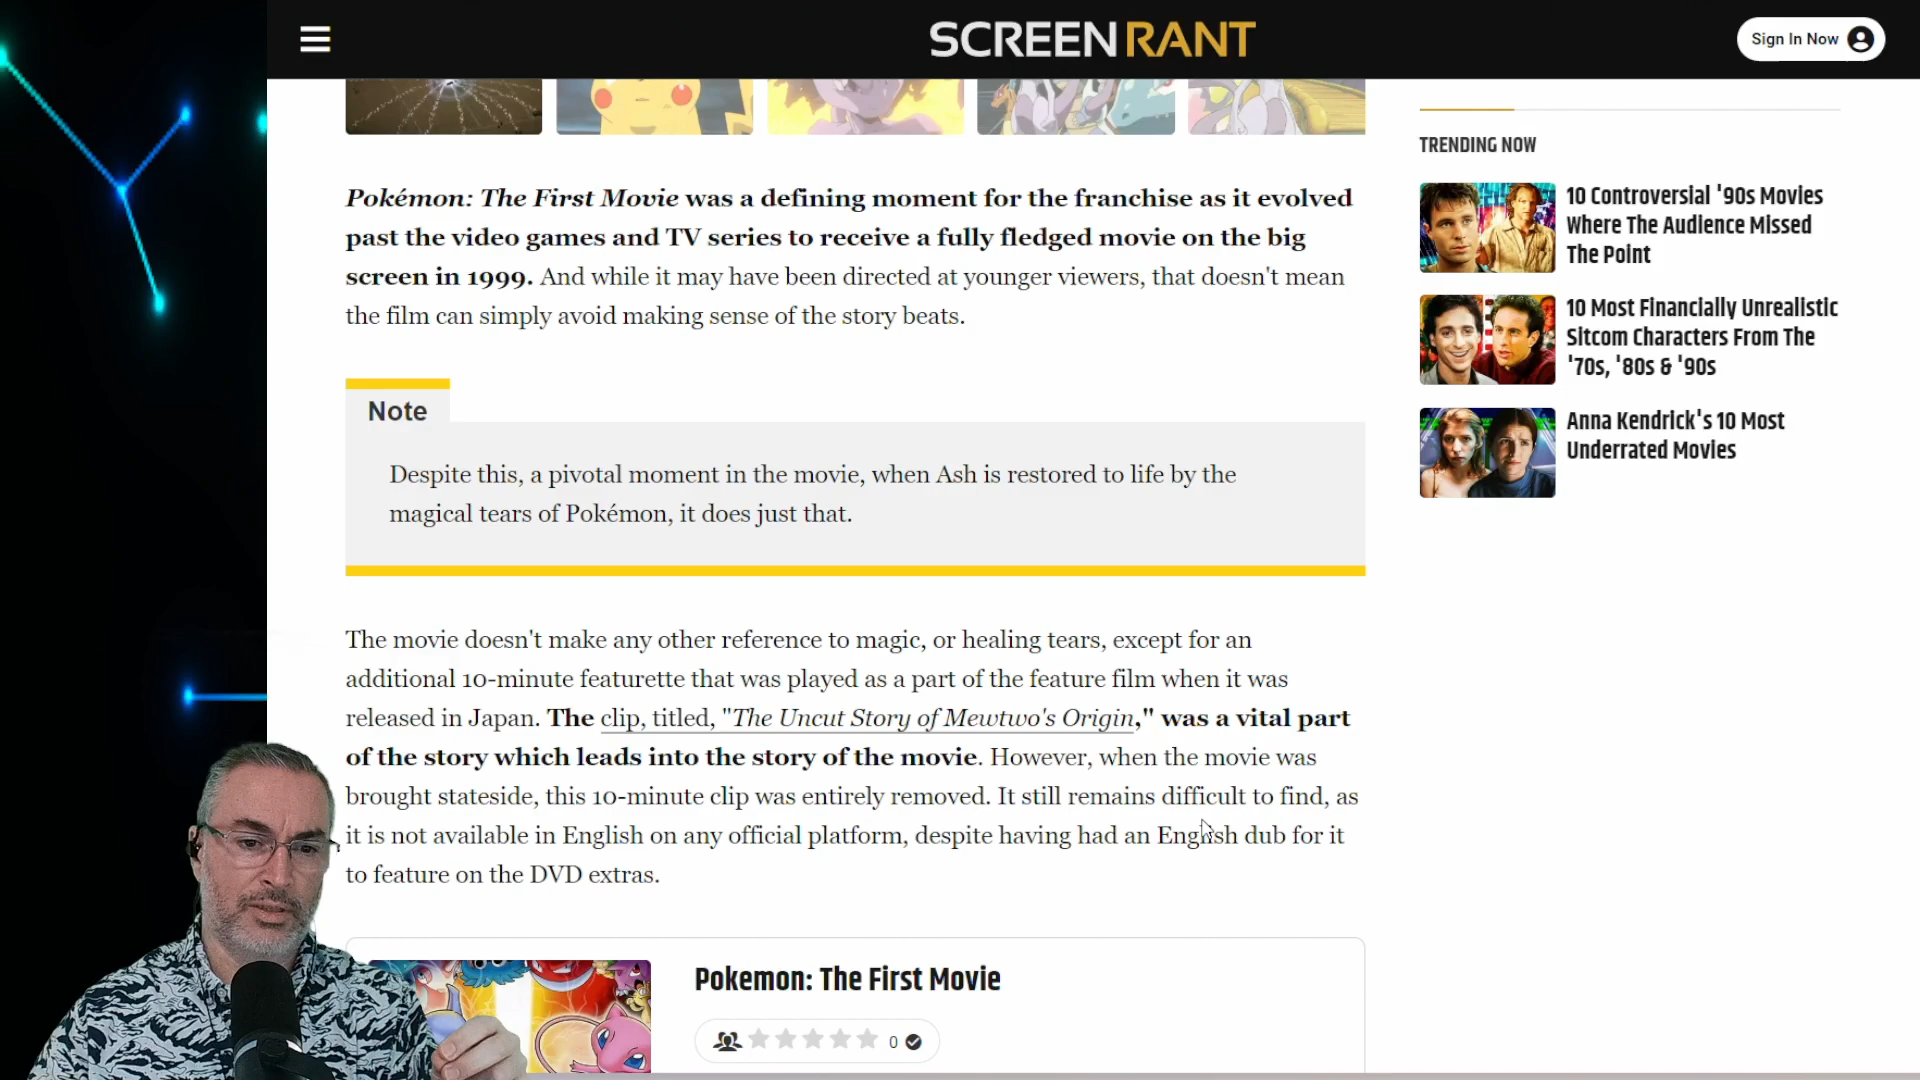 SCREENRANT
Sign In Now
Pokémon: The First Movie was a defining moment for the franchise as it evolved
past the video games and TV series to receive a fully fledged movie on the big
screen in 1999. And while it may have been directed at younger viewers, that doesn't mean
the film can simply avoid making sense of the story beats.
Note
Despite this, a pivotal moment in the movie, when Ash is restored to life by the
magical tears of Pokémon, it does just that.
The movie doesn't make any other reference to magic, or healing tears, except for an
additional 10-minute featurette that was played as a part of the feature film when it was
released in Japan. The clip, titled, "The Uncut Story of Mewtwo's Origin," was a vital part
of the story which leads into the story of the movie. However, when the movie was
brought stateside, this 10-minute clip was entirely removed. It still remains difficult to find, as
it is not available in English on any official platform, despite having had an English dub for it
to feature on the DVD extras.
Pokemon: The First Movie
0
TRENDING NOW
10 Controversial '90s Movies
Where The Audience Missed
The Point
10 Most Financially Unrealistic
Sitcom Characters From The
'70s, '80s & '90s
Anna Kendrick's 10 Most
Underrated Movies